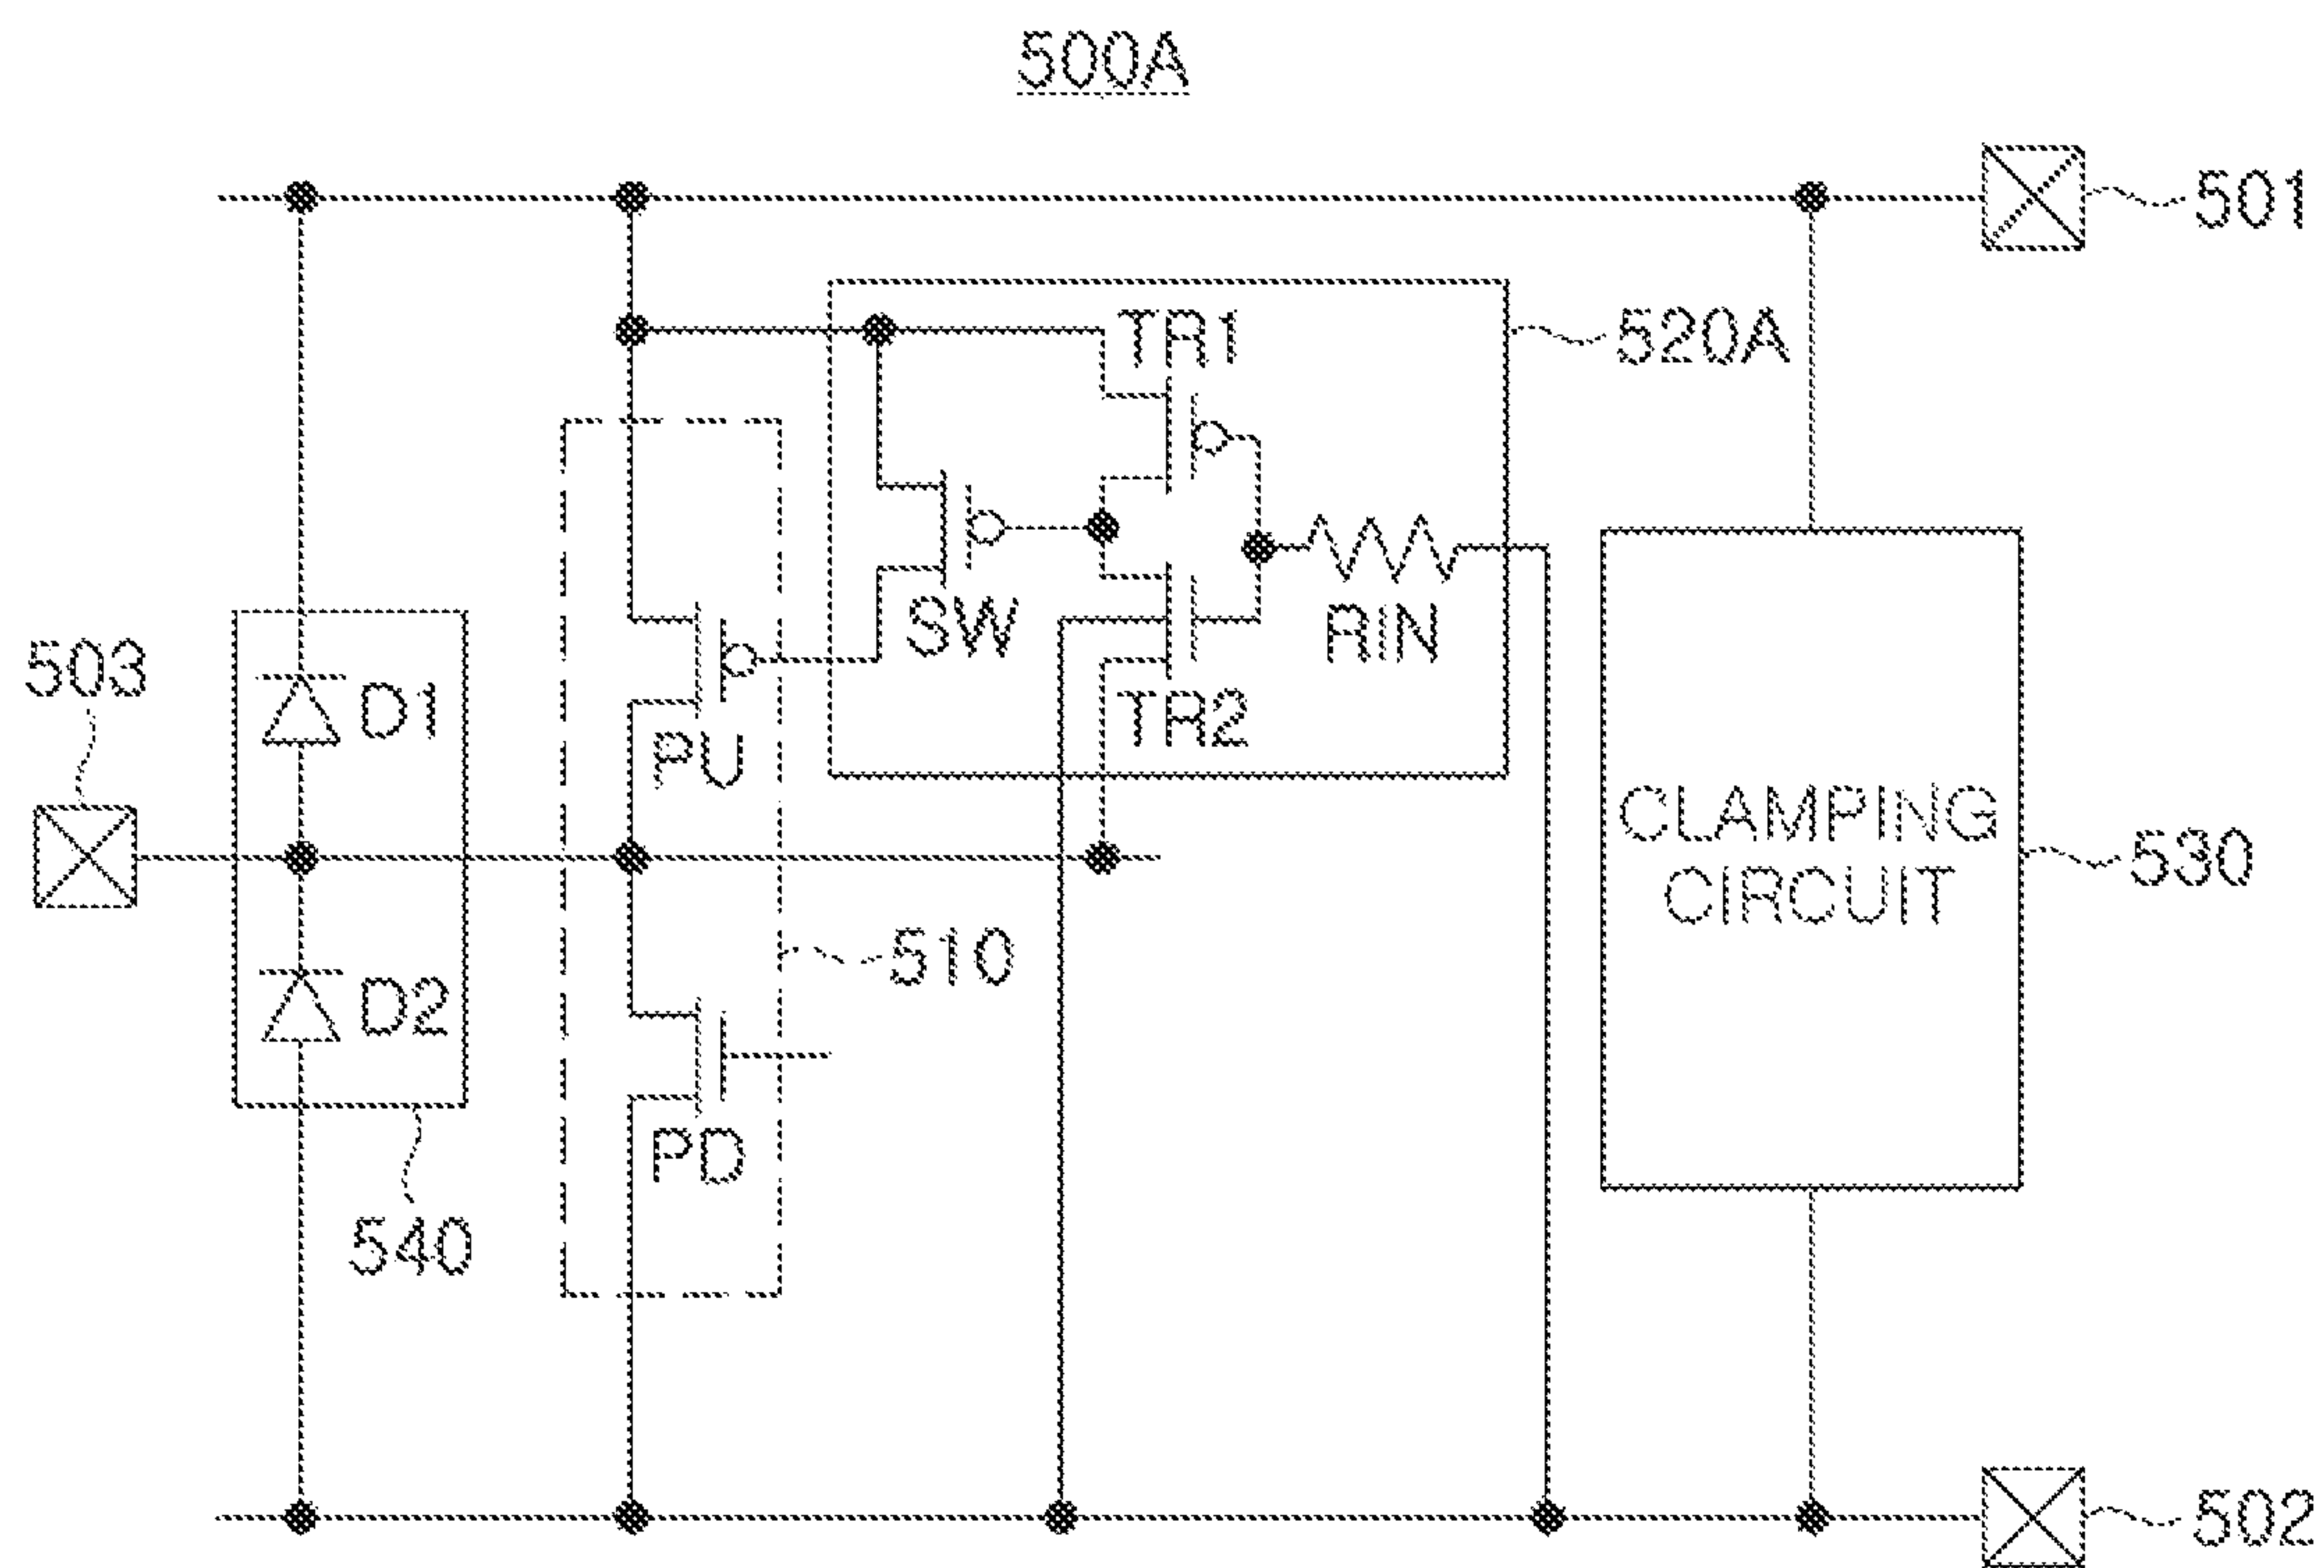 500A
501
TR1
520A
SW
RIN
503
D1
TR2
PU
CLAMPING
CIRCUIT
530
510
D2
PD
540
502